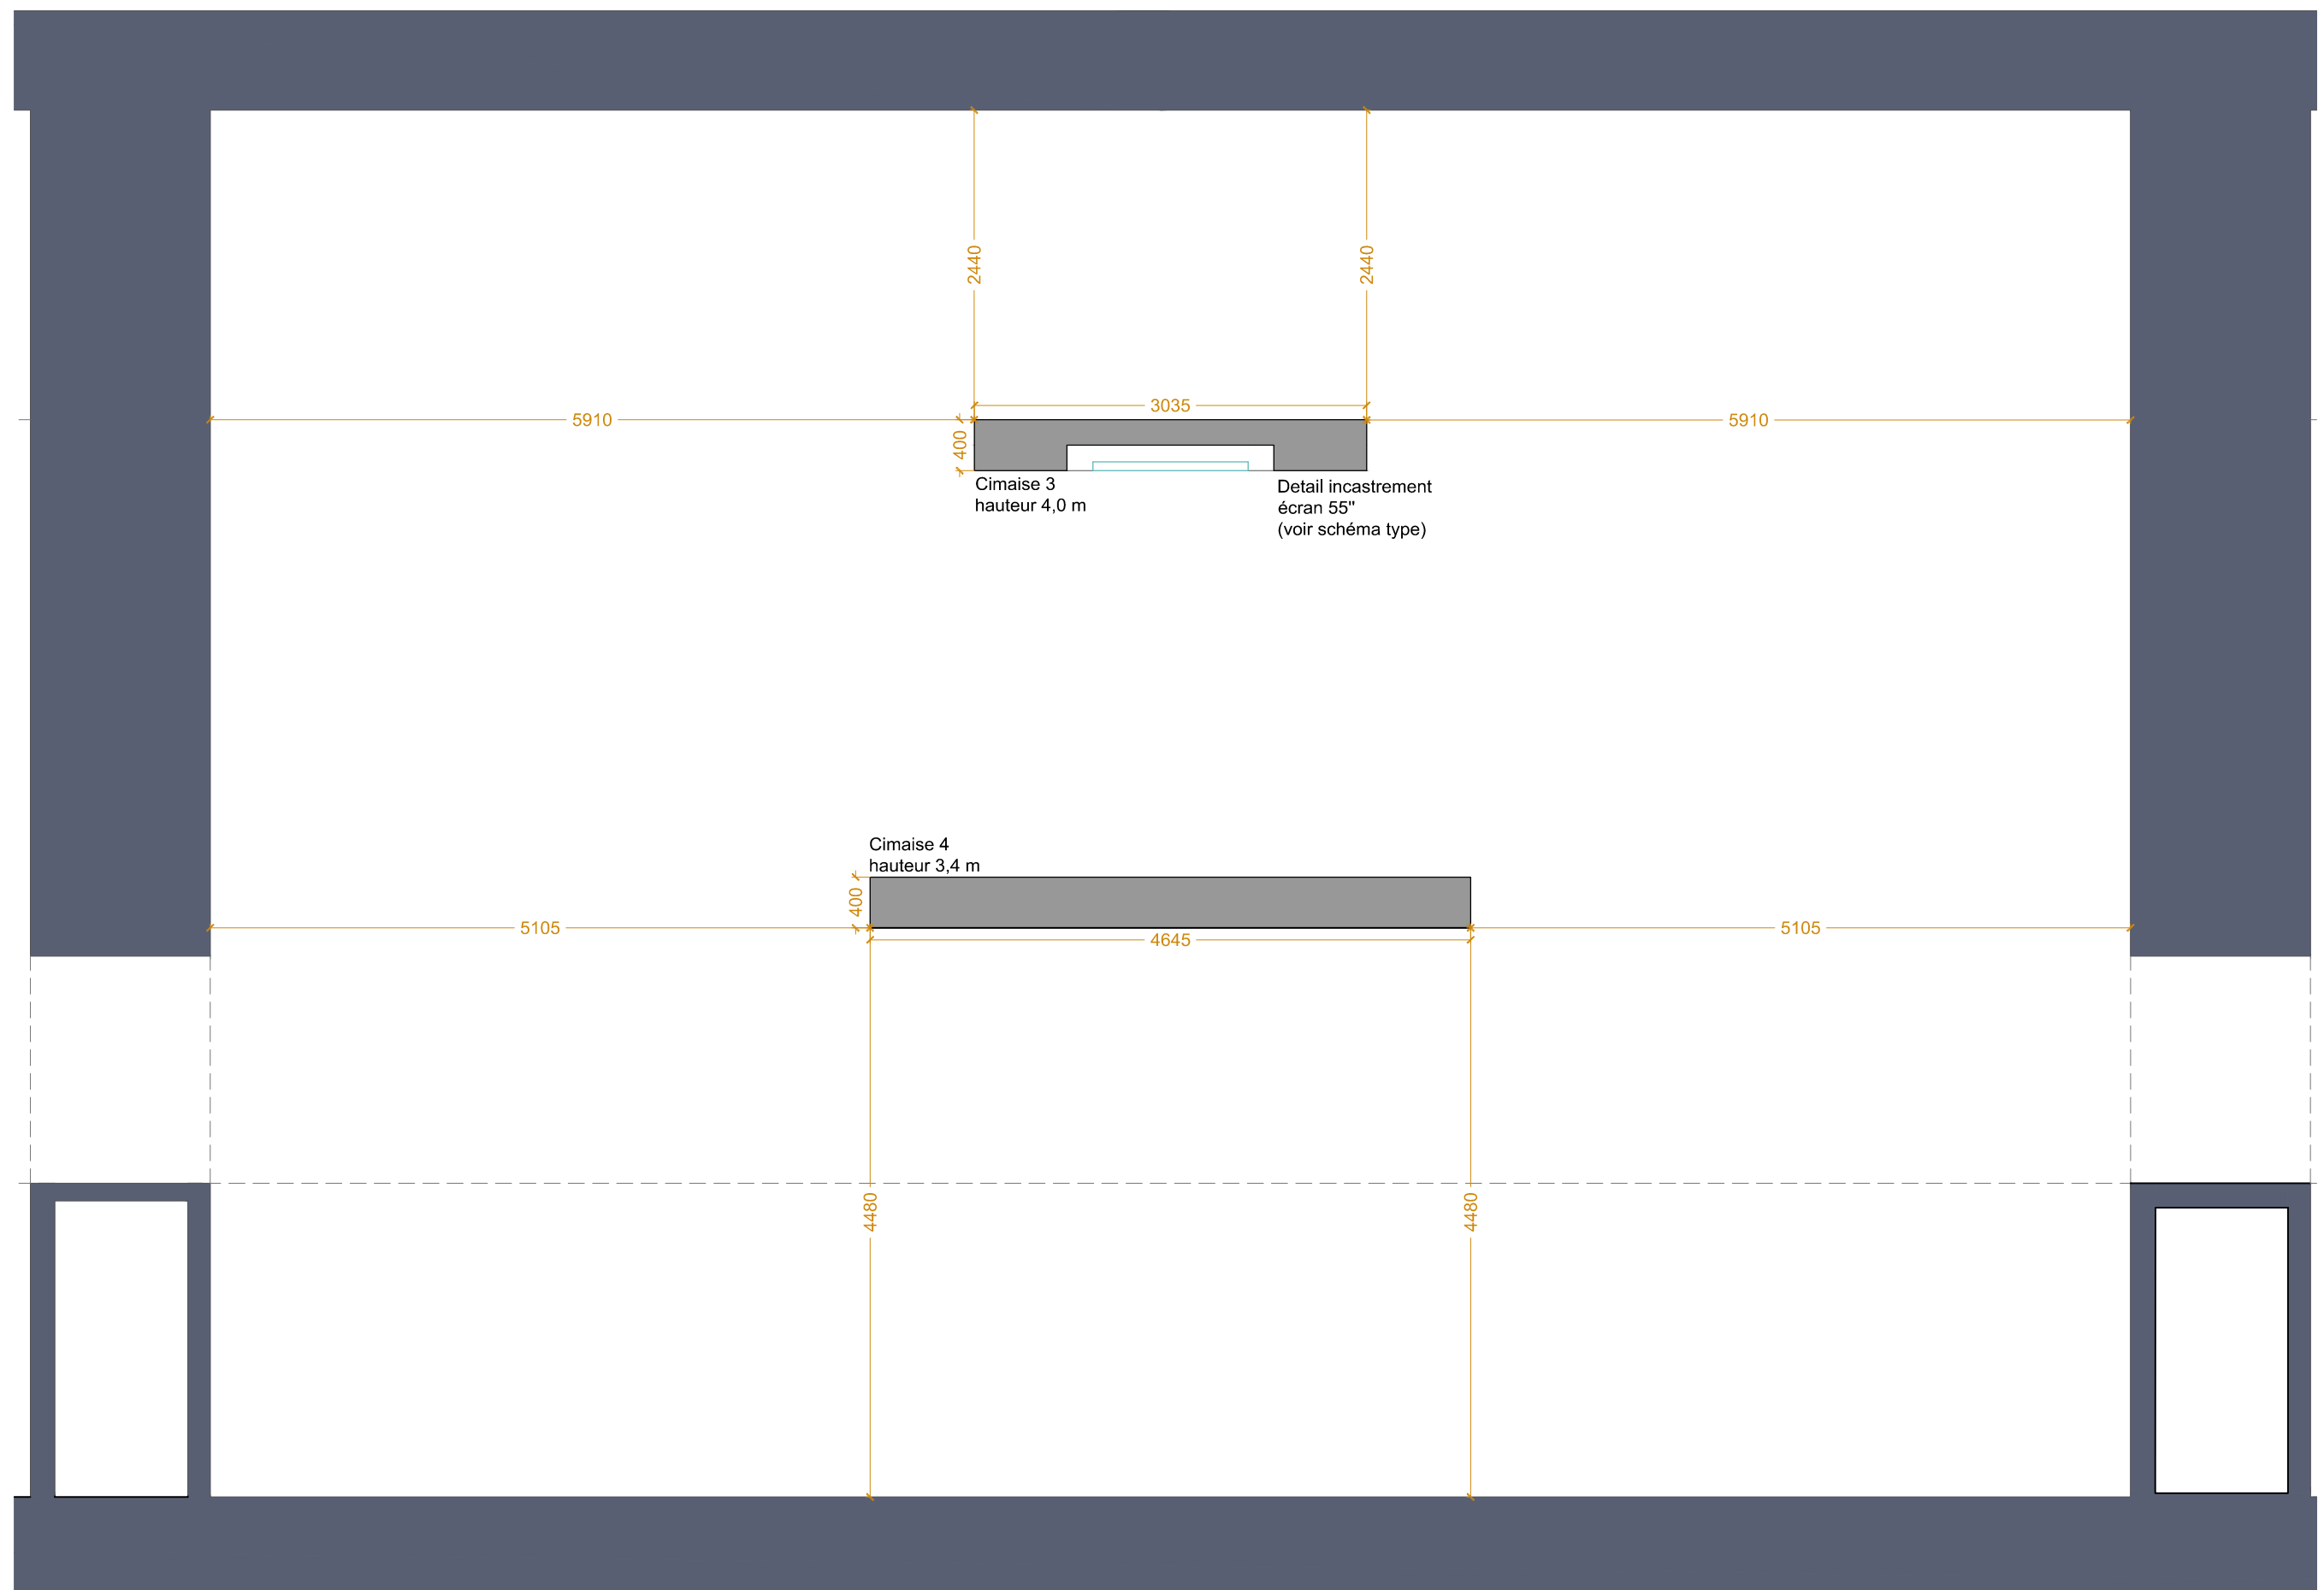 2440
2440
3035
5910
5910
400
Cimaise 3
hauteur 4,0 m
Detail incastrement
écran 55"
(voir schéma type)
Cimaise 4
hauteur 3,4 m
400
5105
5105
4645
4480
4480